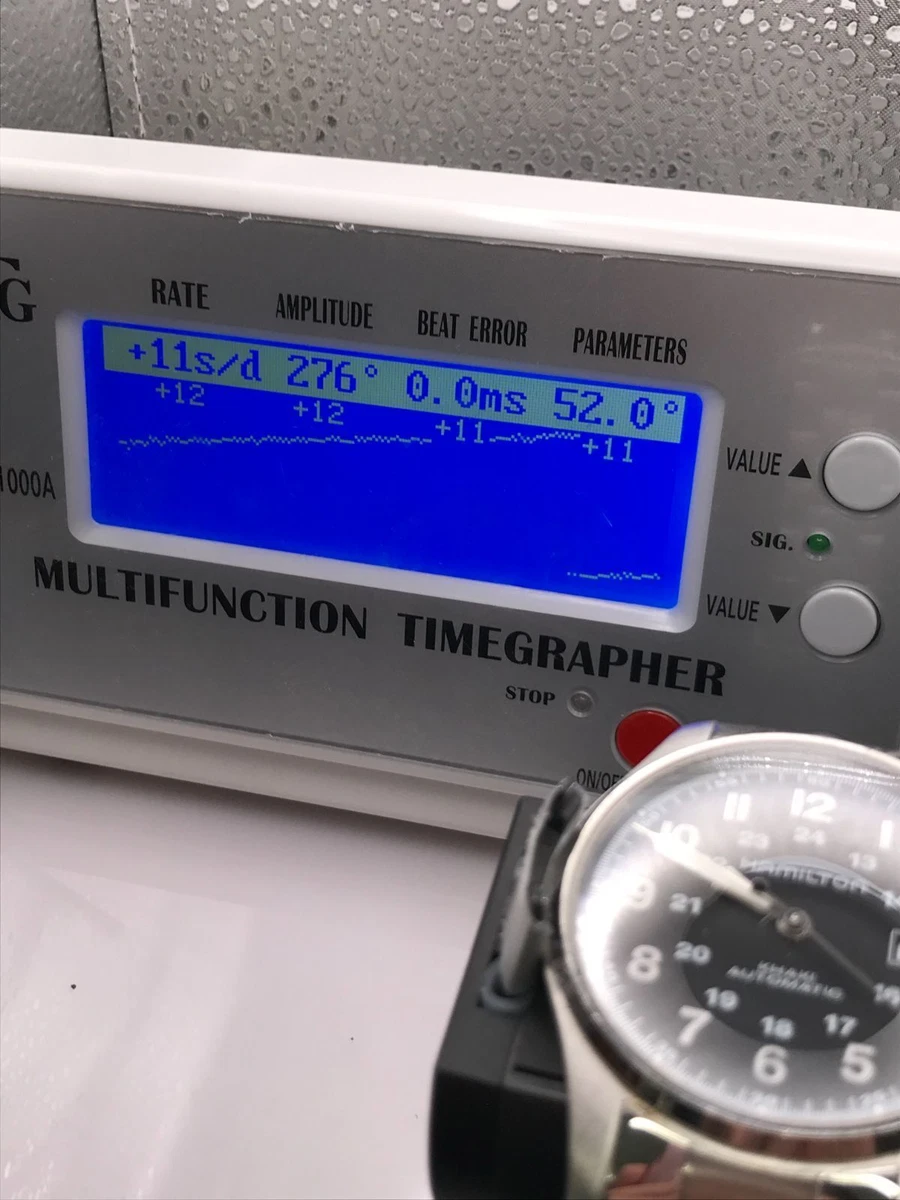 G
RATE AMPLITUDE BEAT ERROR PARAMETERS
+11s/d 276° 0.0ms 52.0°
+12 +12 +11 +11
VALUE ▲
1000A
SIG.
VALUE ▼
MULTIFUNCTION TIMEGRAPHER
STOP
ON/OF
10 11 12 1
23 24 13
HAMILTON
9 21
8 20
KHAKI
AUTOMATIC
19 18 17
7 6 5